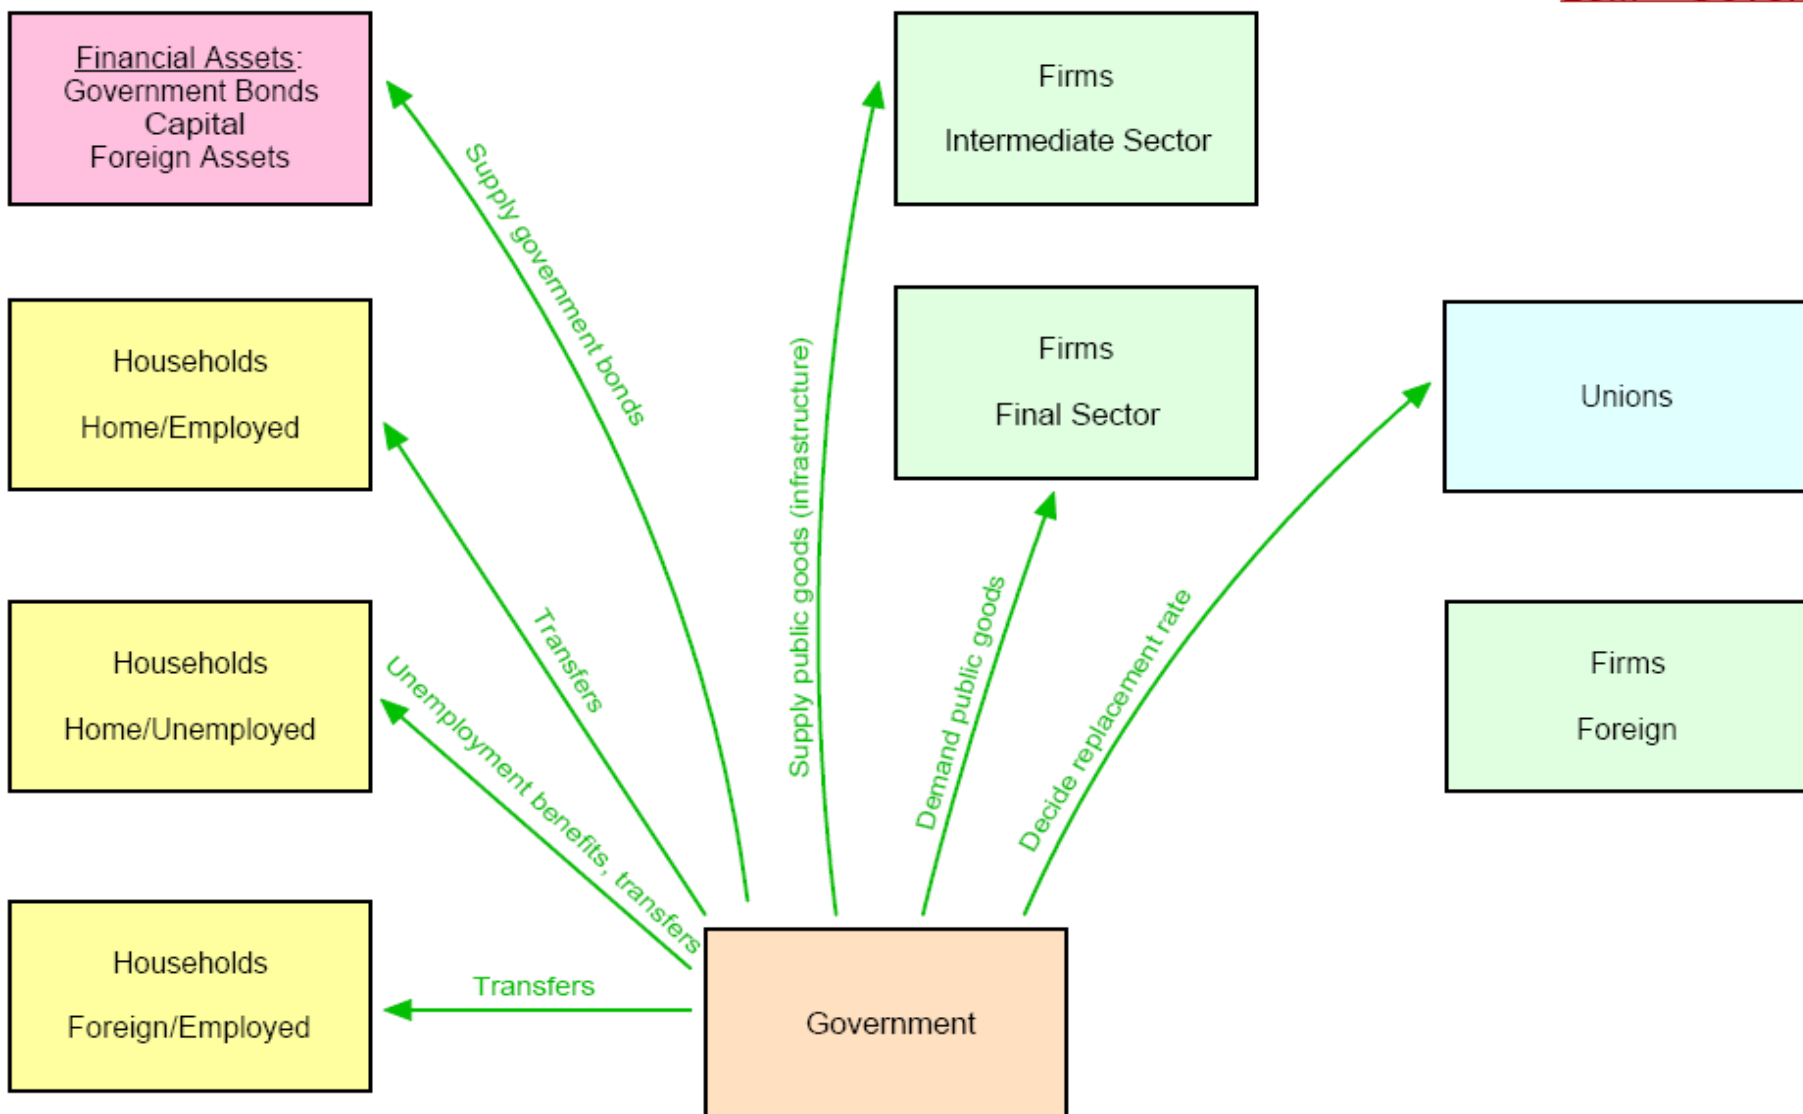 Financial Assets:
Government Bonds
Capital
Foreign Assets
Firms
Intermediate Sector
Supply government bonds
Households
Home/Employed
Supply public goods (infrastructure)
Firms
Final Sector
Unions
Transfers
Demand public goods
Decide replacement rate
Households
Home/Unemployed
Unemployment benefits, transfers
Firms
Foreign
Households
Foreign/Employed
Transfers
Government